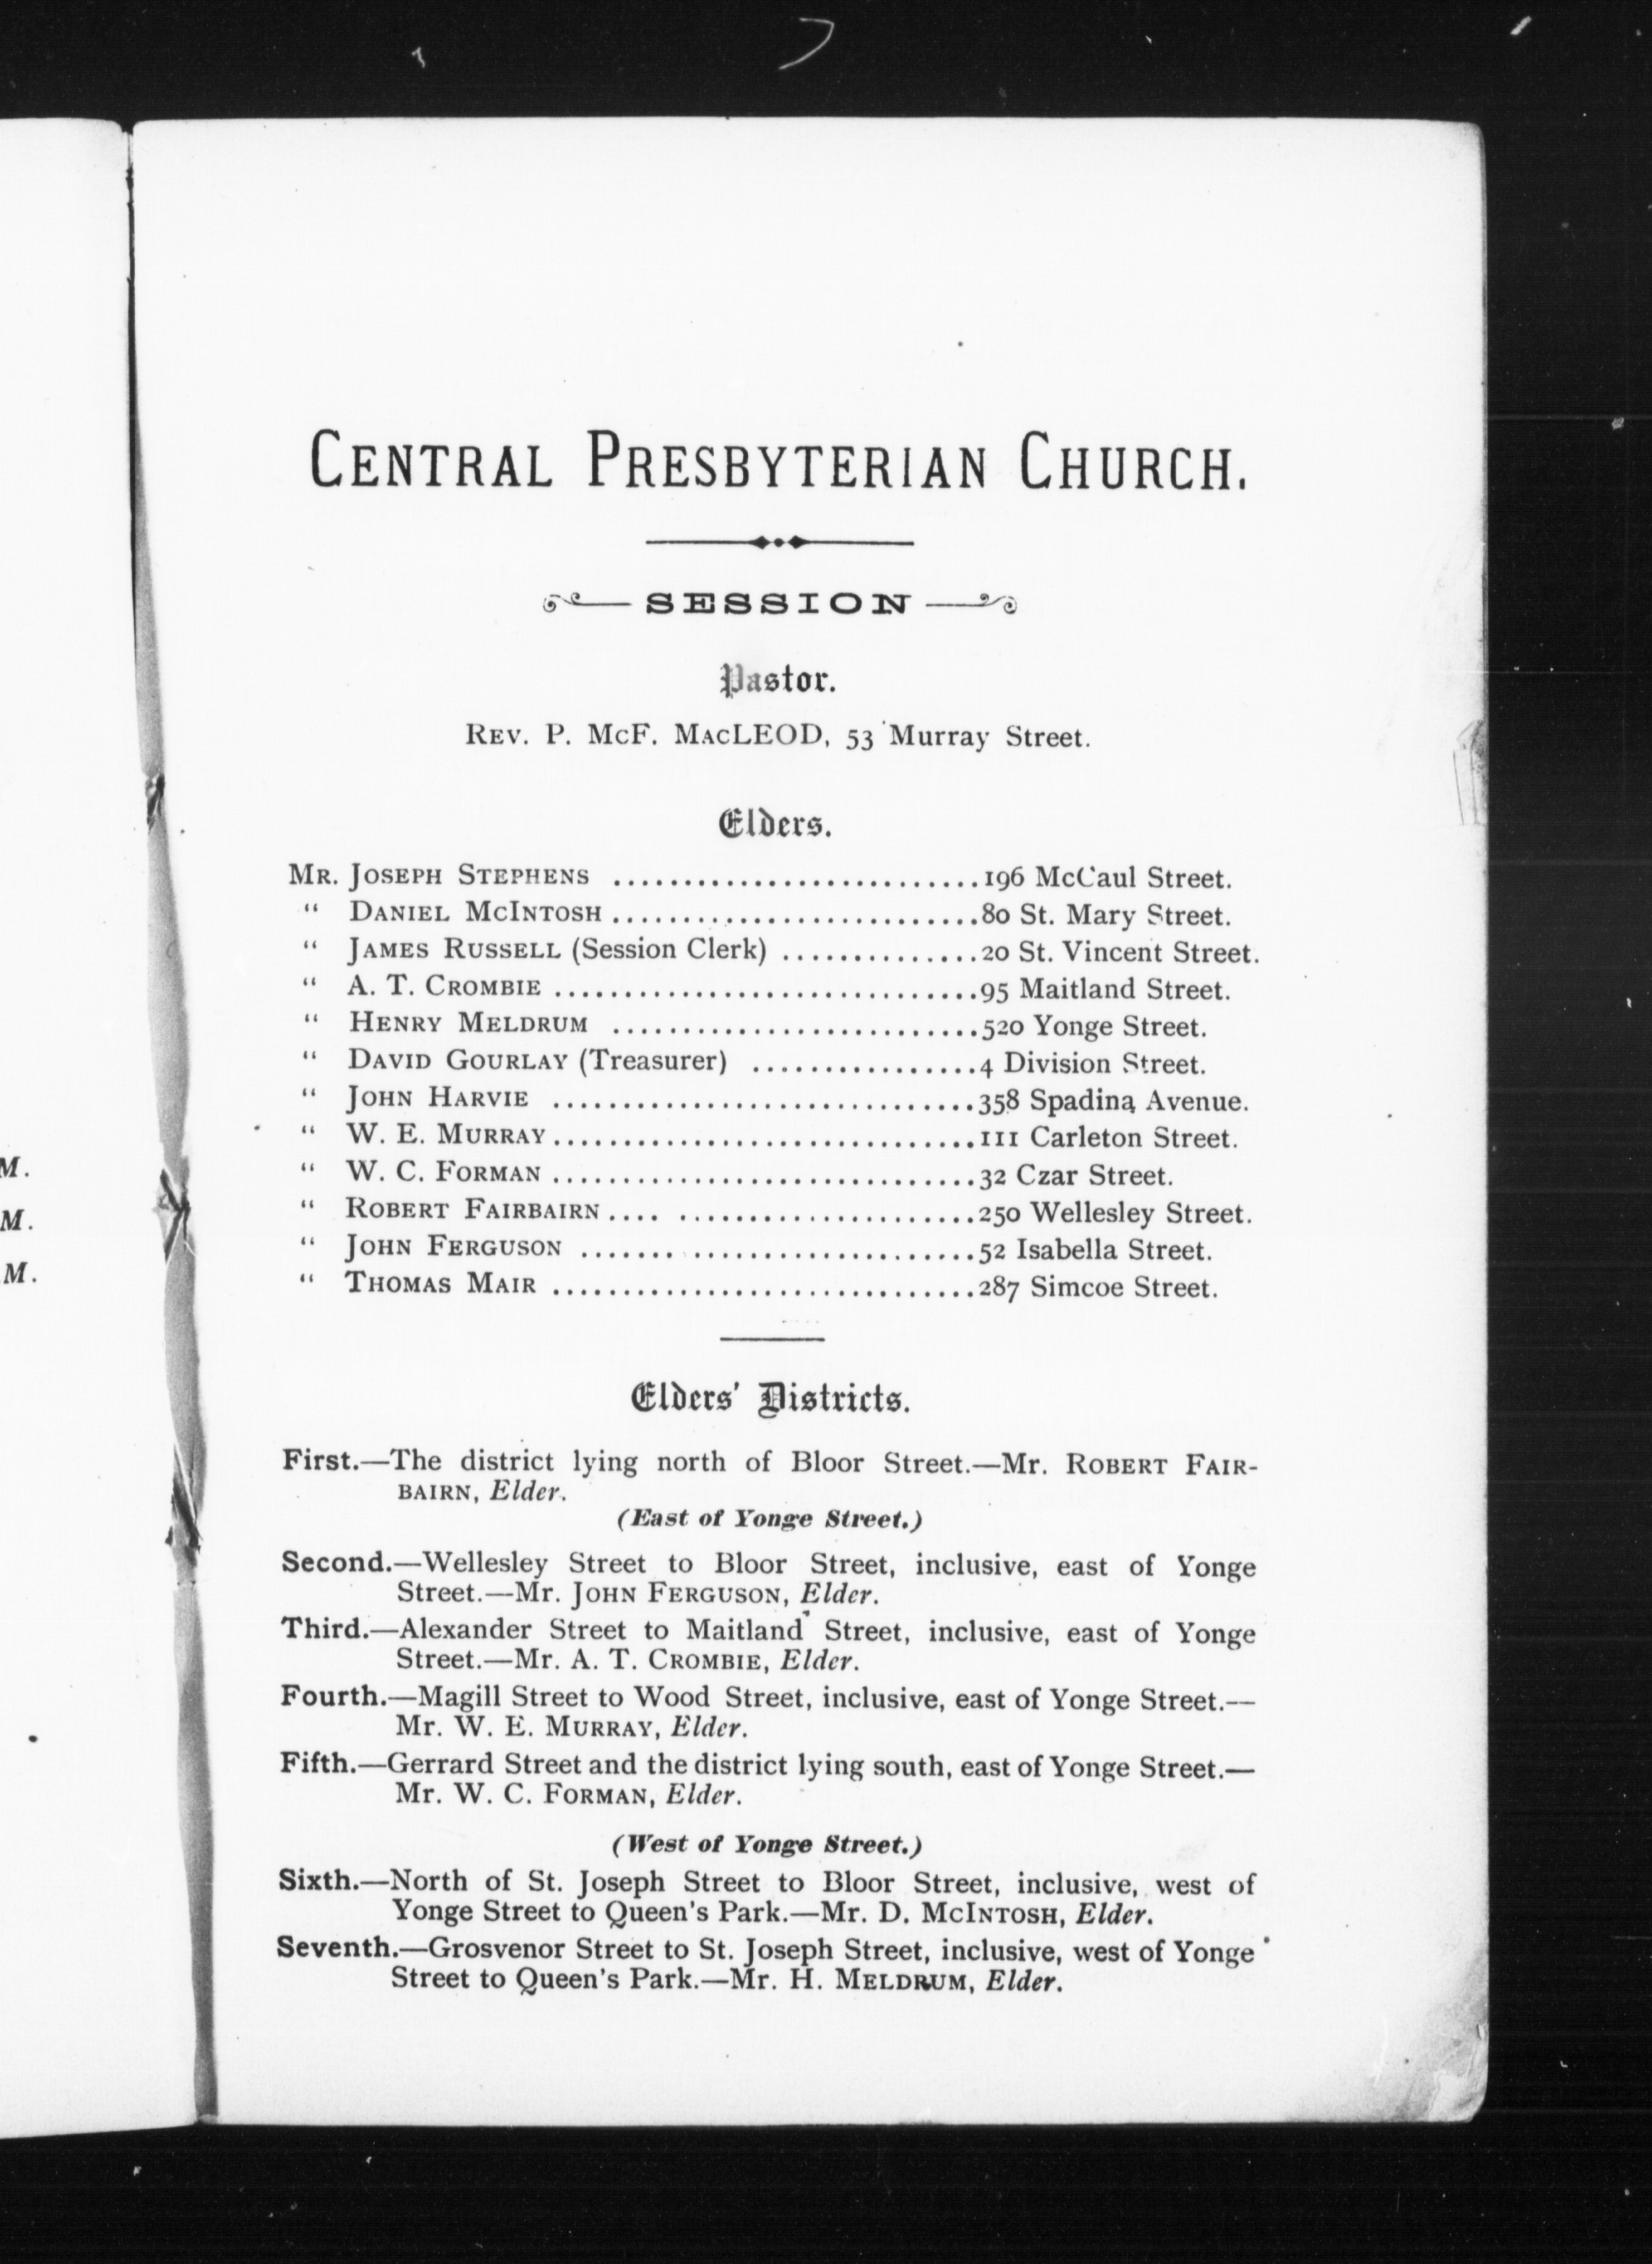 CENTRAL PRESBYTERIAN CHURCH.
SESSION
Pastor.
REV. P. McF. MACLEOD, 53 Murray Street.
Elders.
MR. JOSEPH STEPHENS ..........................196 McCaul Street.
“ DANIEL MCINTOSH..........................80 St. Mary Street.
“ JAMES RUSSELL (Session Clerk) ..............20 St. Vincent Street.
“ A. T. CROMBIE ..............................95 Maitland Street.
“ HENRY MELDRUM ..........................520 Yonge Street.
“ DAVID GOURLAY (Treasurer) ................4 Division Street.
“ JOHN HARVIE ..............................358 Spadina Avenue.
“ W. E. MURRAY..............................111 Carleton Street.
“ W. C. FORMAN..............................32 Czar Street.
“ ROBERT FAIRBAIRN.... .....................250 Wellesley Street.
“ JOHN FERGUSON ....... .....................52 Isabella Street.
“ THOMAS MAIR ..............................287 Simcoe Street.
Elders' Districts.
First.—The district lying north of Bloor Street.—Mr. ROBERT FAIR-
BAIRN, Elder.
(East of Yonge Street.)
Second.—Wellesley Street to Bloor Street, inclusive, east of Yonge
Street.—Mr. JOHN FERGUSON, Elder.
Third.—Alexander Street to Maitland Street, inclusive, east of Yonge
Street.—Mr. A. T. CROMBIE, Elder.
Fourth.—Magill Street to Wood Street, inclusive, east of Yonge Street.—
Mr. W. E. MURRAY, Elder.
Fifth.—Gerrard Street and the district lying south, east of Yonge Street.—
Mr. W. C. FORMAN, Elder.
(West of Yonge Street.)
Sixth.—North of St. Joseph Street to Bloor Street, inclusive, west of
Yonge Street to Queen's Park.—Mr. D. MCINTOSH, Elder.
Seventh.—Grosvenor Street to St. Joseph Street, inclusive, west of Yonge
Street to Queen's Park.—Mr. H. MELDRUM, Elder.
M.
M.
M.